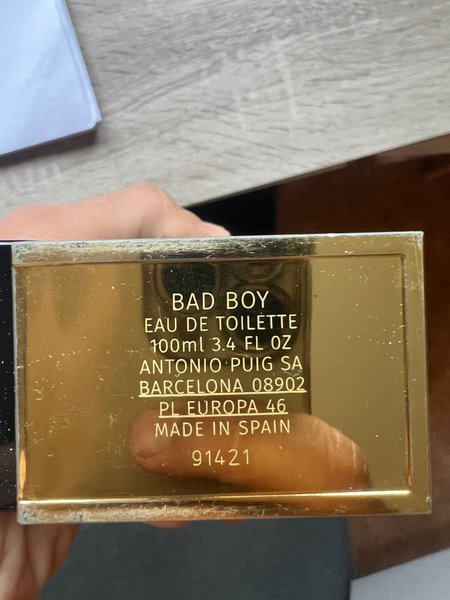 BAD BOY
EAU DE TOILETTE
100ml 3.4 FL OZ
ANTONIO PUIG SA
BARCELONA 08902
PL EUROPA 46
MADE IN SPAIN
91421